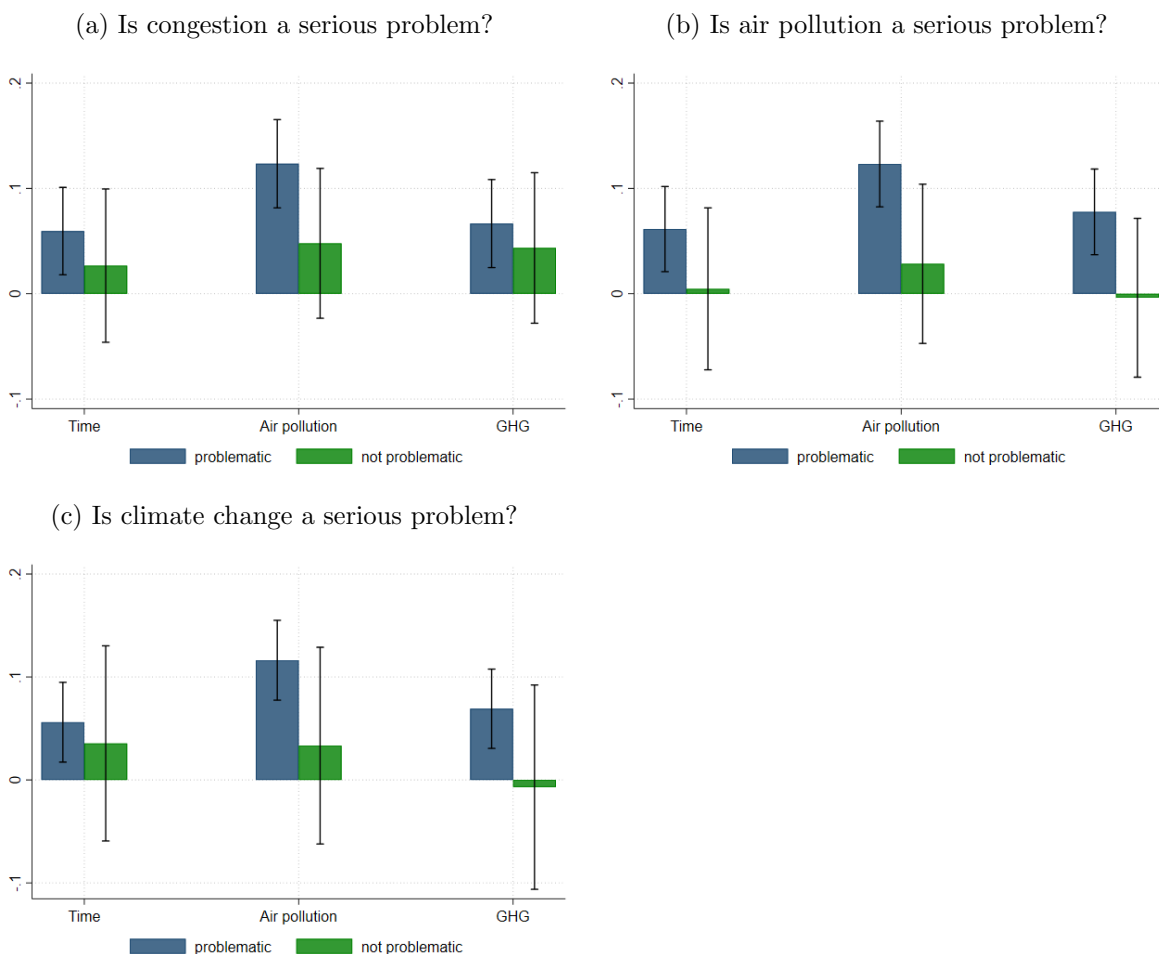 (a) Is congestion a serious problem?
.2
.1
0
-.1
Time Air pollution GHG
problematic not problematic
(b) Is air pollution a serious problem?
.2
.1
0
-.1
Time Air pollution GHG
problematic not problematic
(c) Is climate change a serious problem?
.2
.1
0
-.1
Time Air pollution GHG
problematic not problematic